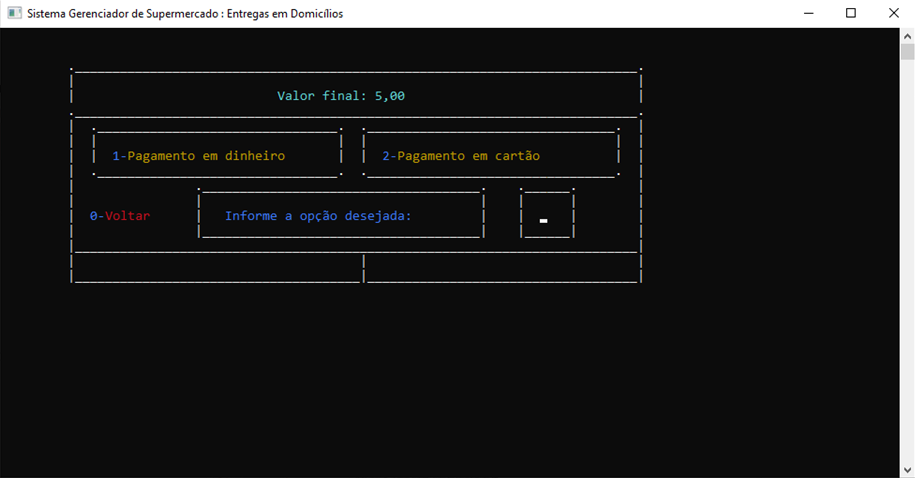 Sistema Gerenciador de Supermercado : Entregas em Domicílios
Valor final: 5,00
1-Pagamento em dinheiro 2-Pagamento em cartão
0-Voltar Informe a opção desejada: